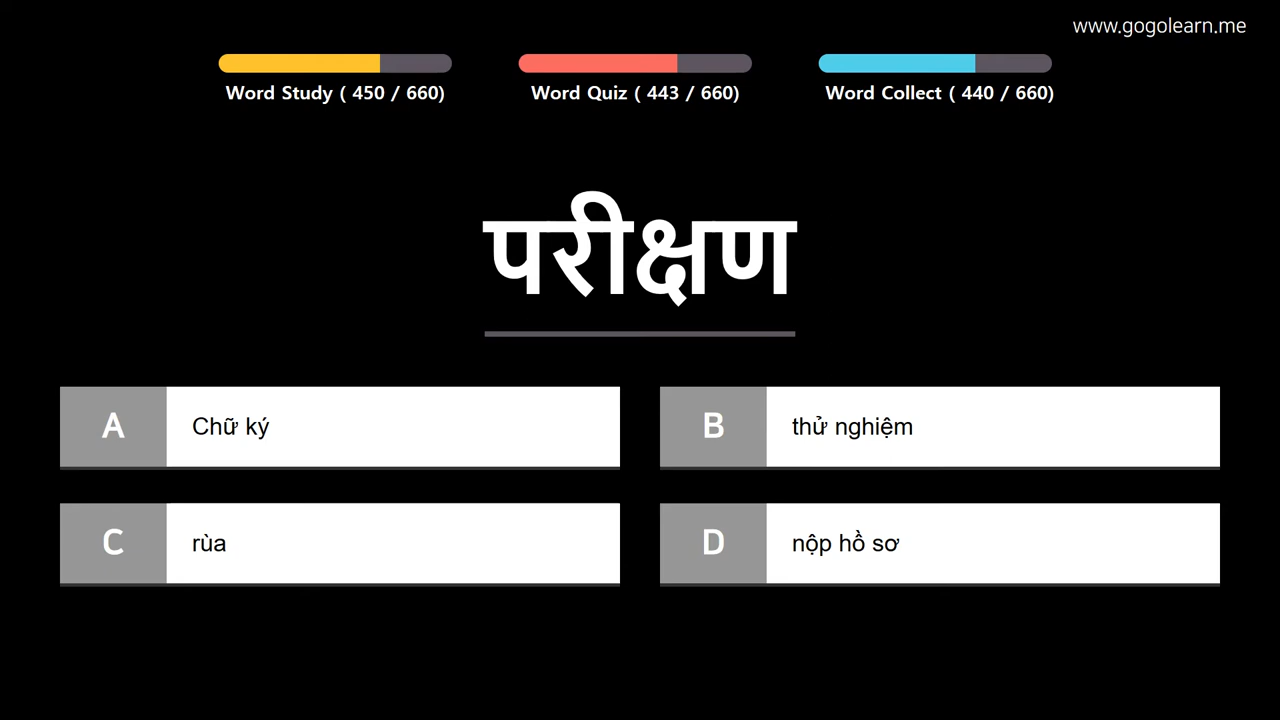 www.gogolearn.me
Word Study ( 450 / 660)
Word Quiz ( 443 / 660)
Word Collect ( 440 / 660)
परीक्षण
A
Chữ ký
B
thử nghiệm
C
rùa
D
nộp hồ sơ